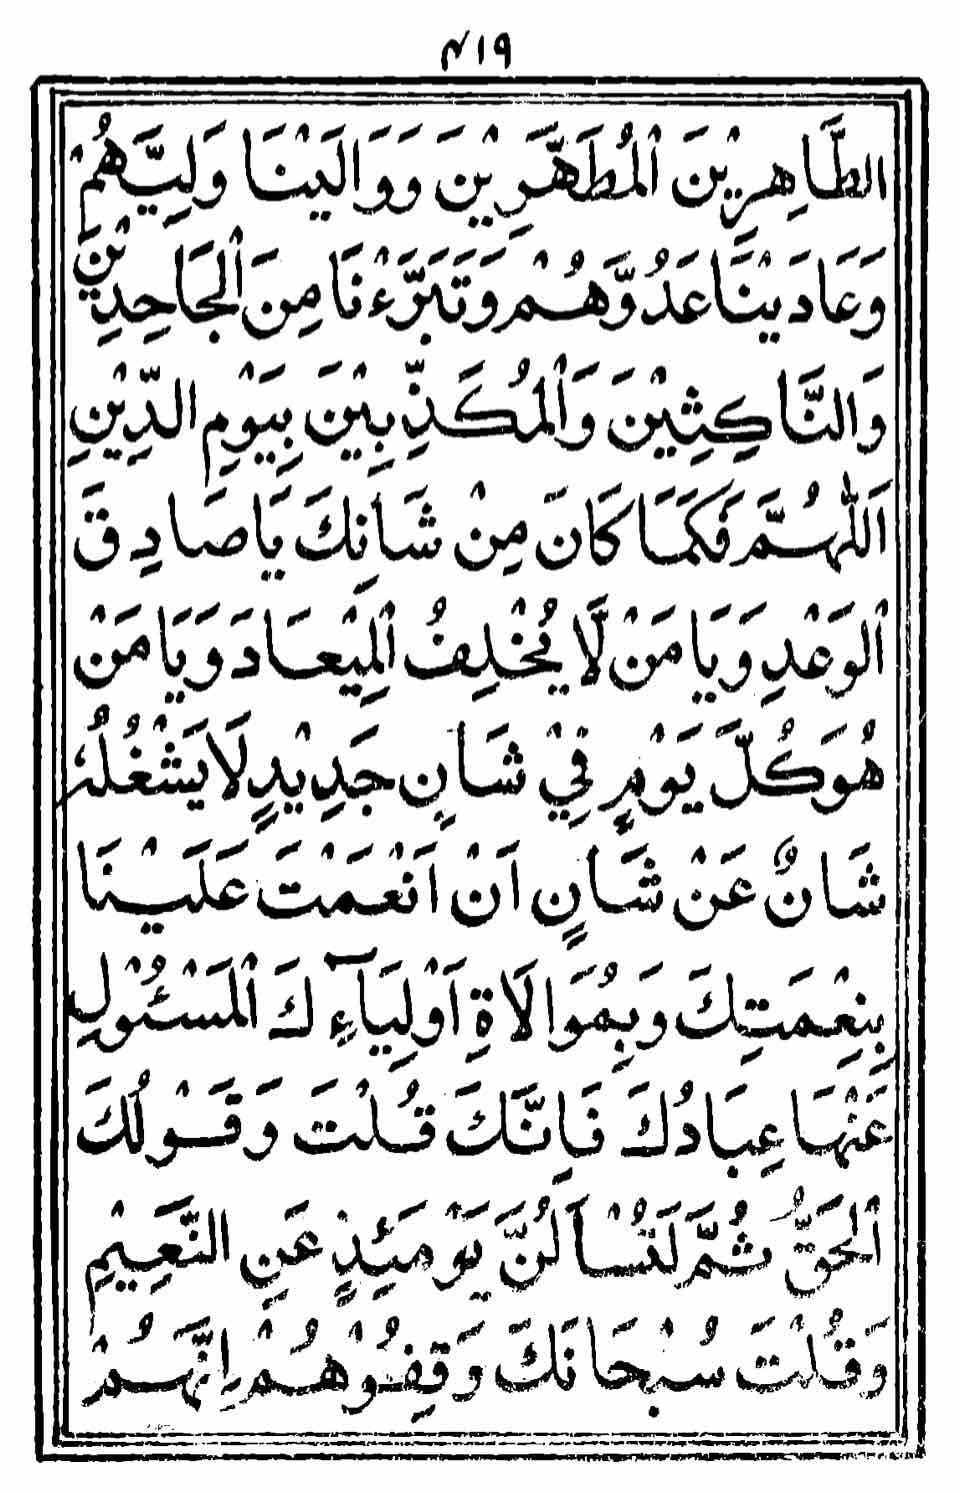 ۴۱۹
الطَّاهِرِيْنَ الْمُطَهَّرِيْنَ وَوَالَيْنَا وَلِيَّهُمْ
وَعَادَيْنَا عَدُوَّهُمْ وَتَبَرَّءْنَا مِنَ الْجَاحِدِيْنَ
وَالنَّاكِثِيْنَ وَالْمُكَذِّبِيْنَ بِيَوْمِ الدِّيْنِ
اَللّٰهُمَّ فَكَمَا كَانَ مِنْ شَانِكَ يَا صَادِقَ
الْوَعْدِ وَيَا مَنْ لَّا يُخْلِفُ الْمِيْعَادَ وَيَا مَنْ
هُوَ كُلَّ يَوْمٍ فِيْ شَانٍ جَدِيْدٍ لَا يَشْغُلُهٗ
شَانٌ عَنْ شَانٍ اَنْ اَنْعَمْتَ عَلَيْنَا
بِنِعْمَتِكَ وَبِمُوَالَاةِ اَوْلِيَآءِكَ الْمَسْئُوْلِ
عَنْهَا عِبَادُكَ فَاِنَّكَ قُلْتَ وَقَوْلُكَ
الْحَقُّ ثُمَّ لَتُسْاَلُنَّ يَوْمَئِذٍ عَنِ النَّعِيْمِ
وَقُلْتَ سُبْحَانَكَ وَقِفُوْهُمْ اِنَّهُمْ